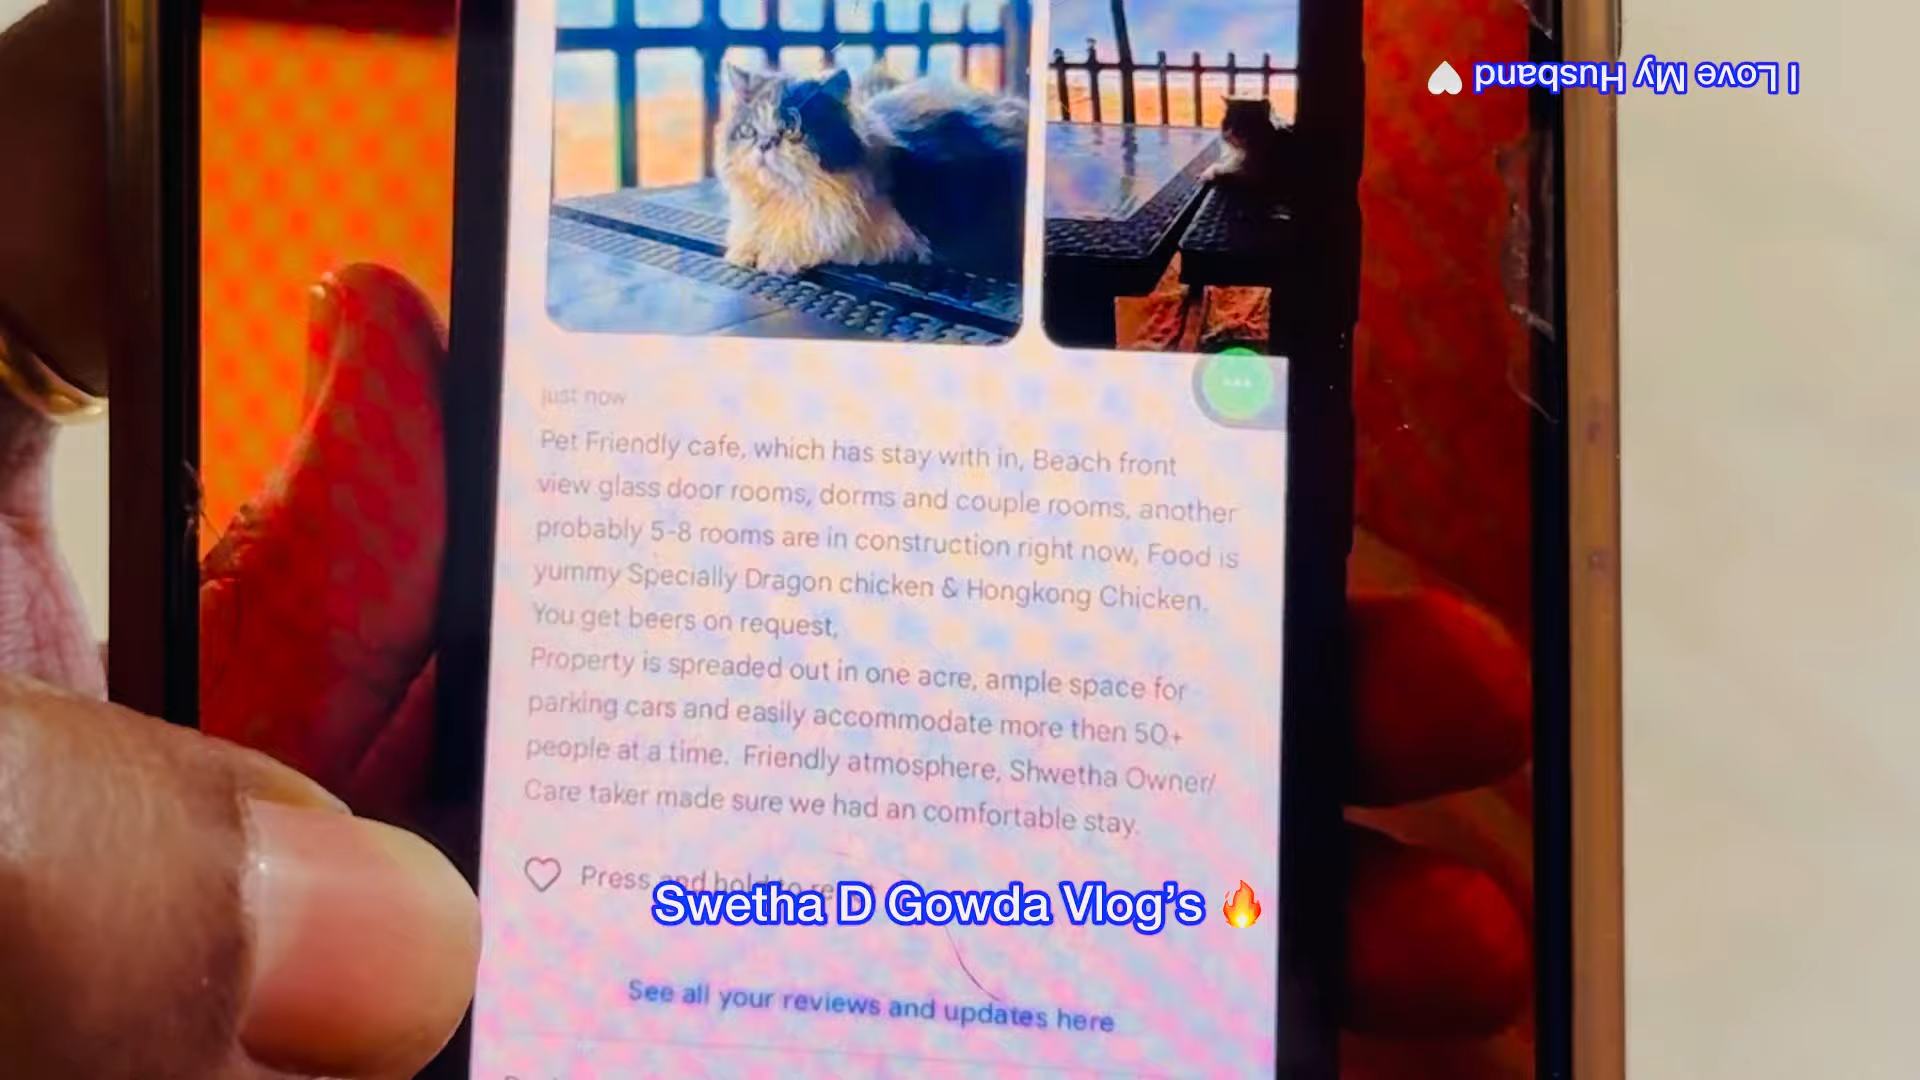 I Love My Husband 🤍
just now
Pet Friendly cafe, which has stay with in, Beach front
view glass door rooms, dorms and couple rooms, another
probably 5-8 rooms are in construction right now, Food is
yummy Specially Dragon chicken & Hongkong Chicken.
You get beers on request,
Property is spreaded out in one acre, ample space for
parking cars and easily accommodate more then 50+
people at a time. Friendly atmosphere, Shwetha Owner/
Care taker made sure we had an comfortable stay.
Press and hold to
Swetha D Gowda Vlog's 🔥
See all your reviews and updates here